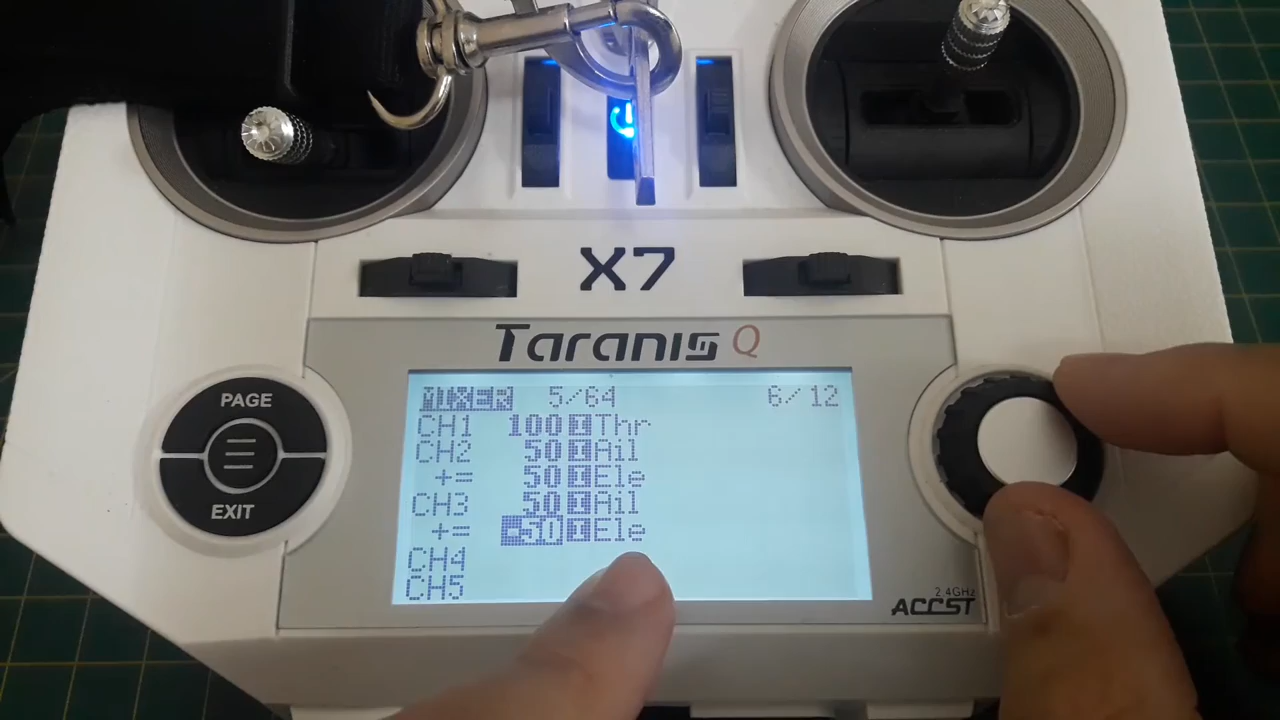 X7
Taranis Q
PAGE
EXIT
MIXER 5/64 6/12
CH1 100 Thr
CH2 50 Ail
+= 50 Ele
CH3 50 Ail
+= -50 Ele
CH4
CH5
2.4GHz
ACCST